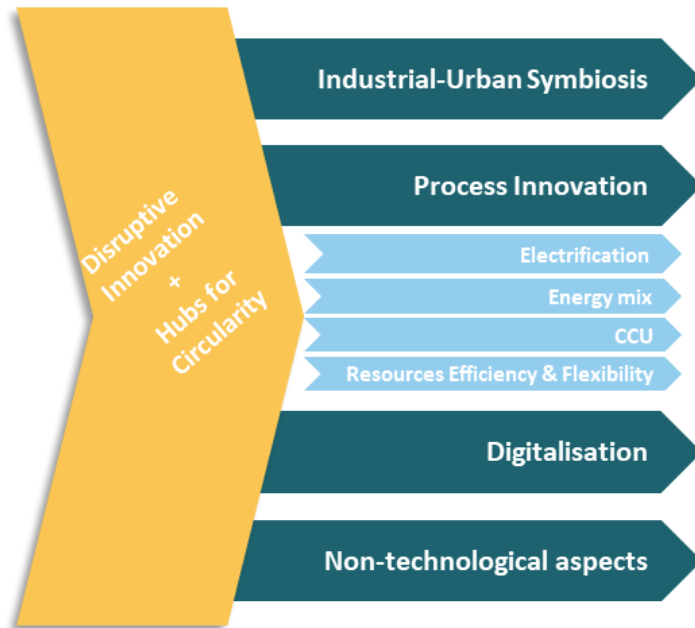 Disruptive
Innovation
+
Hubs for
Circularity
Industrial-Urban Symbiosis
Process Innovation
Electrification
Energy mix
CCU
Resources Efficiency & Flexibility
Digitalisation
Non-technological aspects